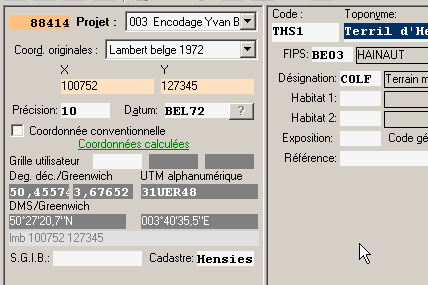 88414 Projet : 003 Encodage Yvan B
Coord. originales : Lambert belge 1972
X Y
100752 127345
Précision: 10 Datum: BEL72 ?
Coordonnée conventionnelle
Coordonnées calculées
Grille utilisateur
Deg. déc./Greenwich UTM alphanumérique
50,45574 3,67652 31UER48
DMS/Greenwich
50°27'20,7"N 003°40'35,5"E
lmb 100752 127345
S.G.I.B.: Cadastre: Hensies
Code : Toponyme:
THS1 Terril d'He
FIPS: BE03 HAINAUT
Désignation: COLF Terrain m
Habitat 1:
Habitat 2:
Exposition: Code gé
Référence: